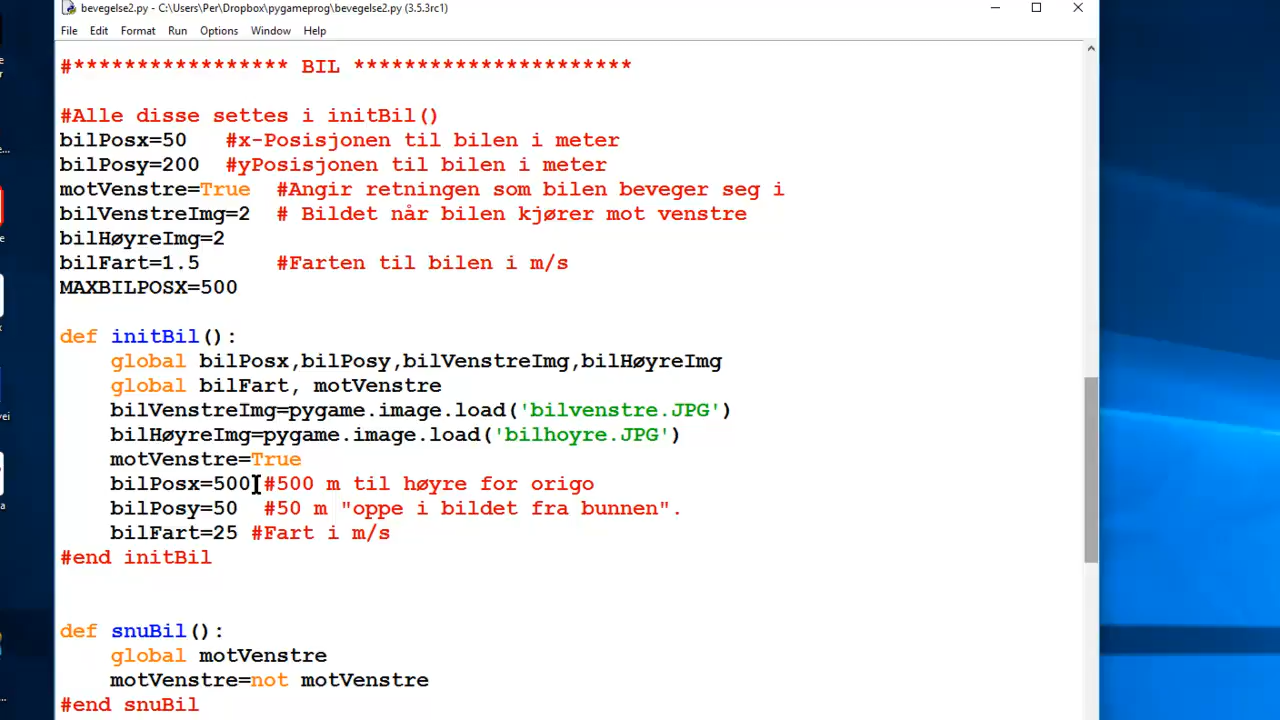 bevegelse2.py - C:\Users\Per\Dropbox\pygameprog\bevegelse2.py (3.5.3rc1)
File Edit Format Run Options Window Help
#***************** BIL **********************
#Alle disse settes i initBil()
bilPosx=50   #x-Posisjonen til bilen i meter
bilPosy=200  #yPosisjonen til bilen i meter
motVenstre=True  #Angir retningen som bilen beveger seg i
bilVenstreImg=2  # Bildet når bilen kjører mot venstre
bilHøyreImg=2
bilFart=1.5      #Farten til bilen i m/s
MAXBILPOSX=500
def initBil():
    global bilPosx,bilPosy,bilVenstreImg,bilHøyreImg
    global bilFart, motVenstre
    bilVenstreImg=pygame.image.load('bilvenstre.JPG')
    bilHøyreImg=pygame.image.load('bilhoyre.JPG')
    motVenstre=True
    bilPosx=500 #500 m til høyre for origo
    bilPosy=50  #50 m "oppe i bildet fra bunnen".
    bilFart=25 #Fart i m/s
#end initBil
def snuBil():
    global motVenstre
    motVenstre=not motVenstre
#end snuBil